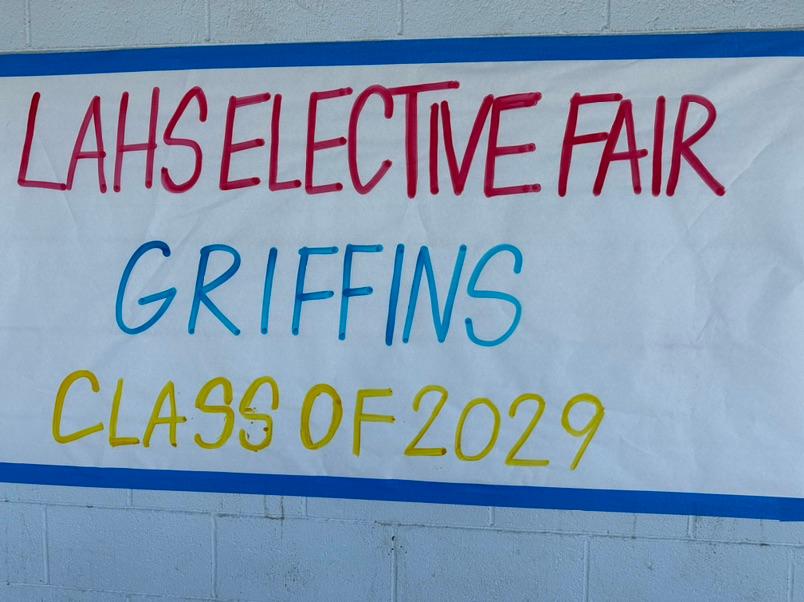 LAHS ELECTIVE FAIR
GRIFFINS
CLASS OF 2029